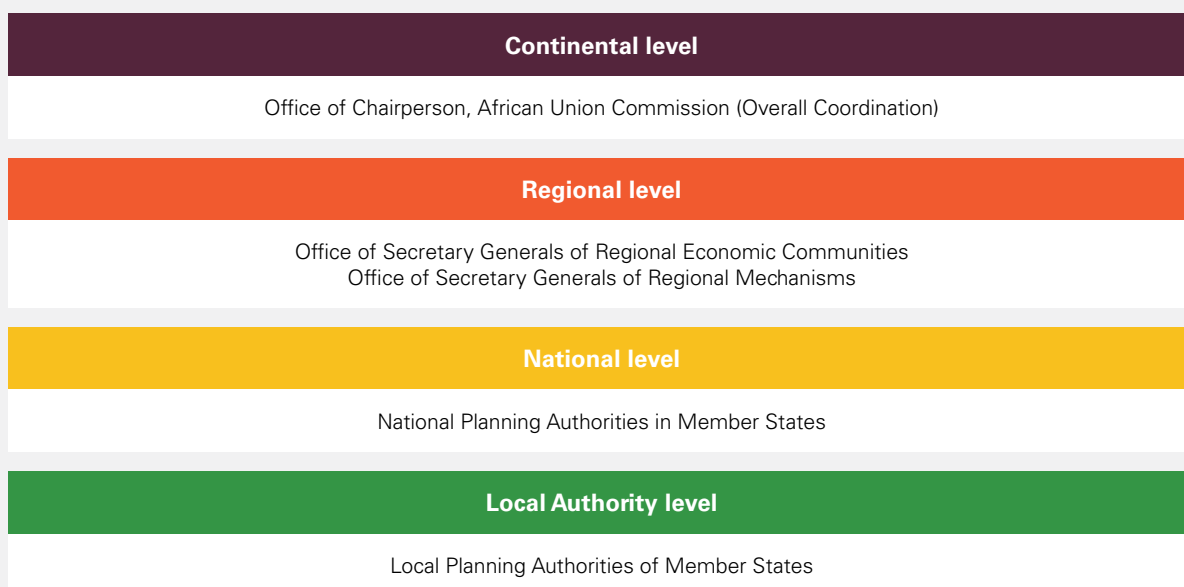 Continental level
Office of Chairperson, African Union Commission (Overall Coordination)
Regional level
Office of Secretary Generals of Regional Economic Communities
Office of Secretary Generals of Regional Mechanisms
National level
National Planning Authorities in Member States
Local Authority level
Local Planning Authorities of Member States